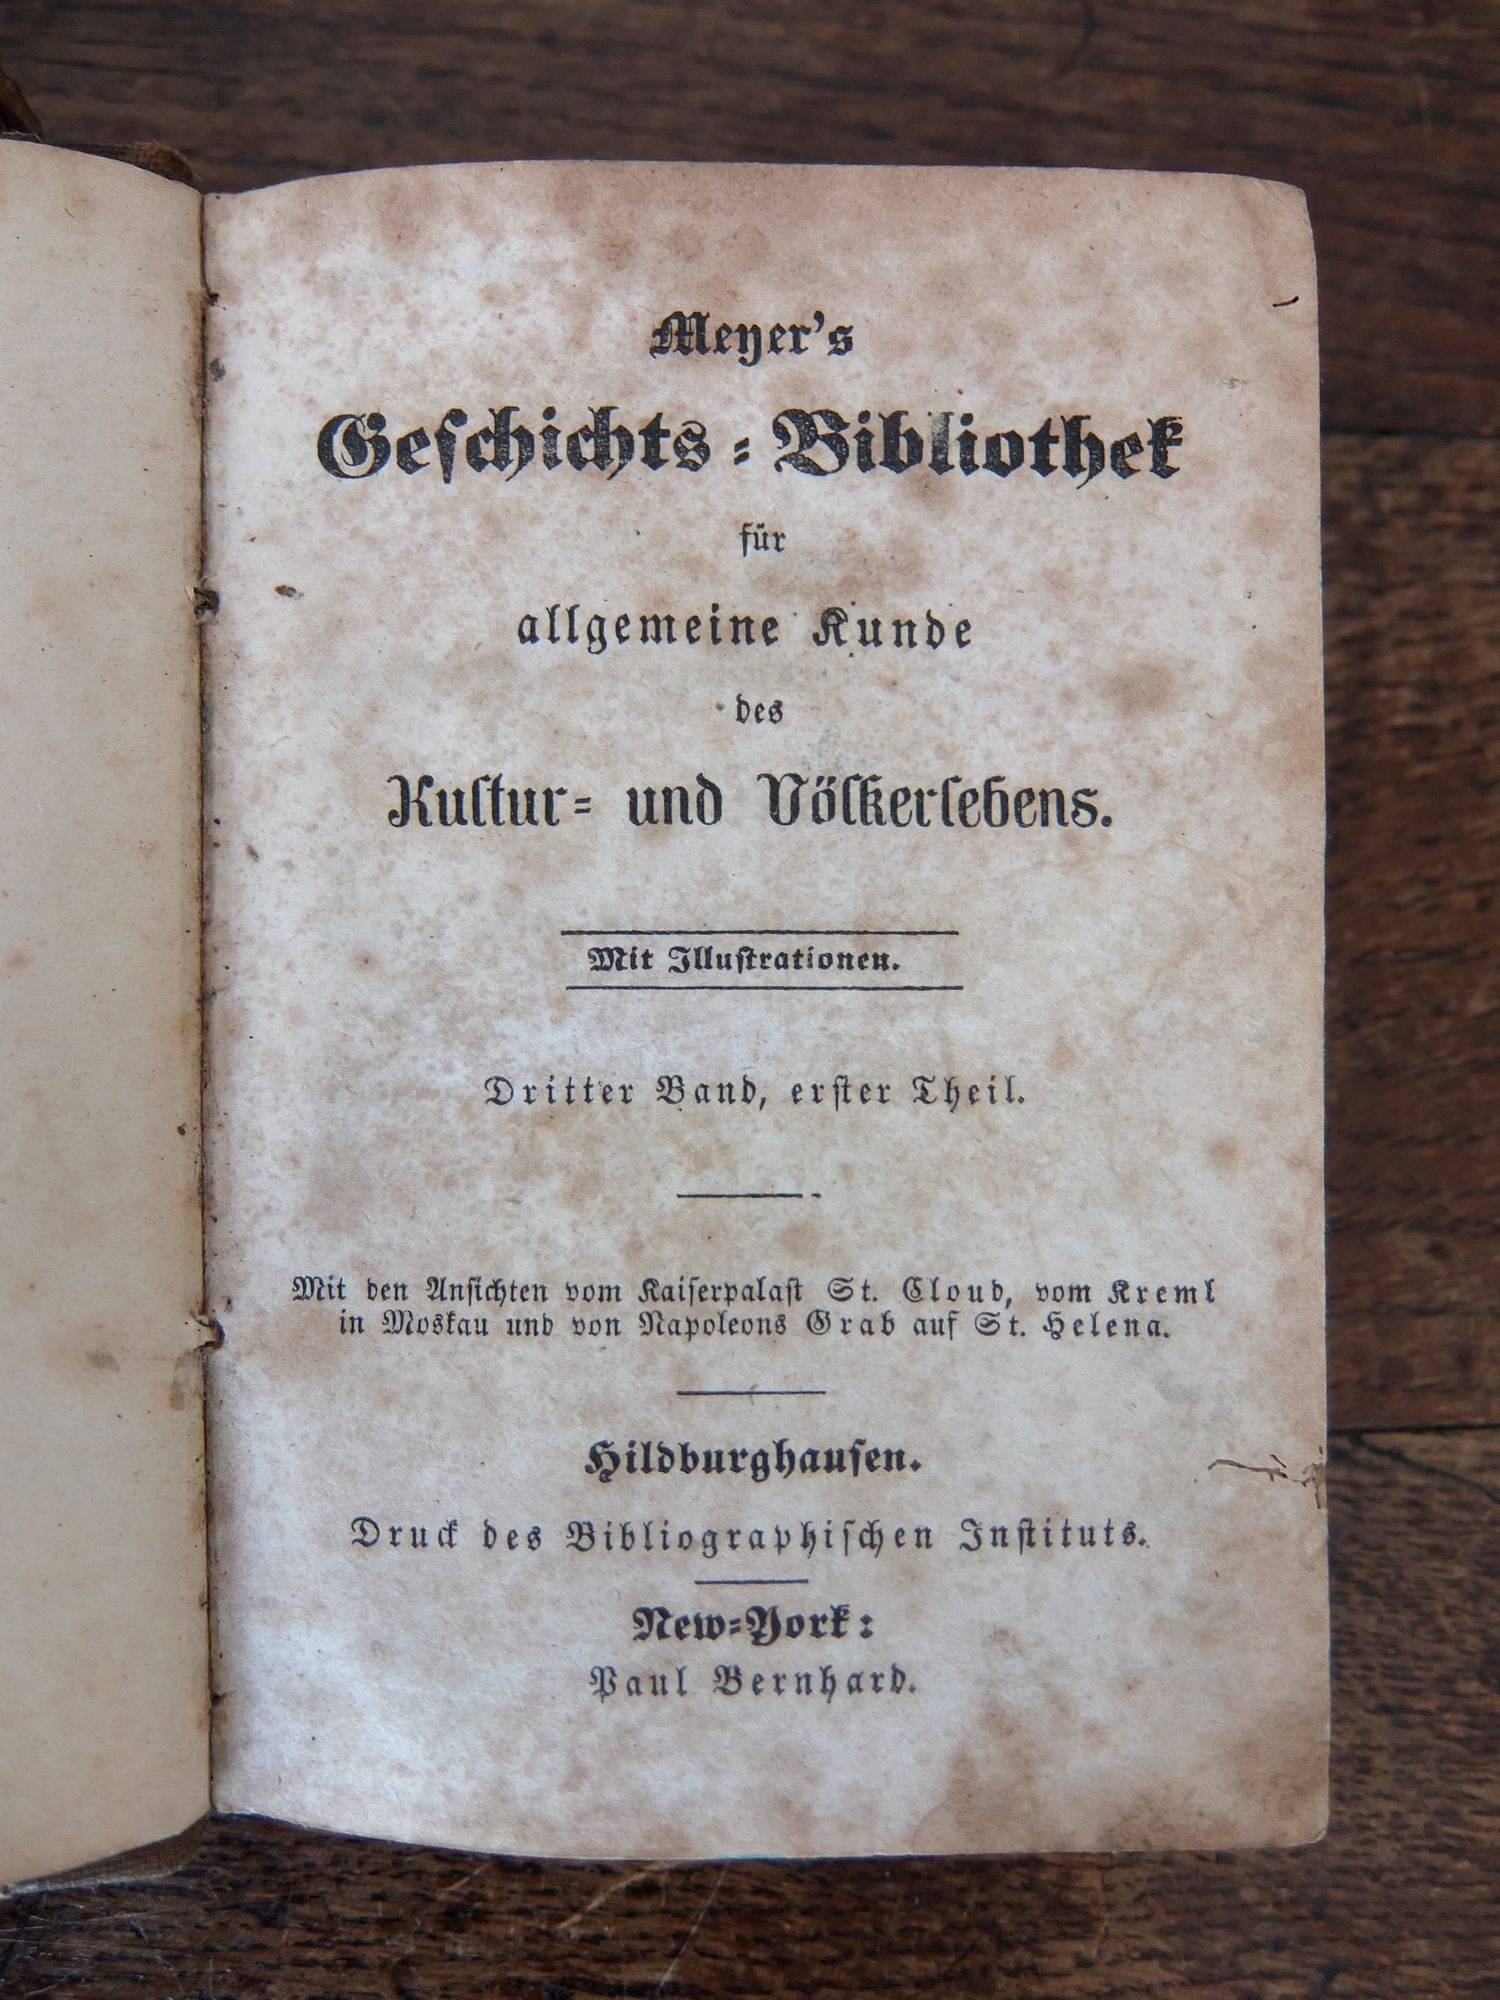 Meyer's
Geschichts-Bibliothek
für
allgemeine Kunde
des
Kultur- und Völkerlebens.
Mit Illustrationen.
Dritter Band, erster Theil.
Mit den Ansichten vom Kaiserpalast St. Cloud, vom Kreml
in Moskau und von Napoleons Grab auf St. Helena.
Hildburghausen.
Druck des Bibliographischen Instituts.
New-York:
Paul Bernhard.